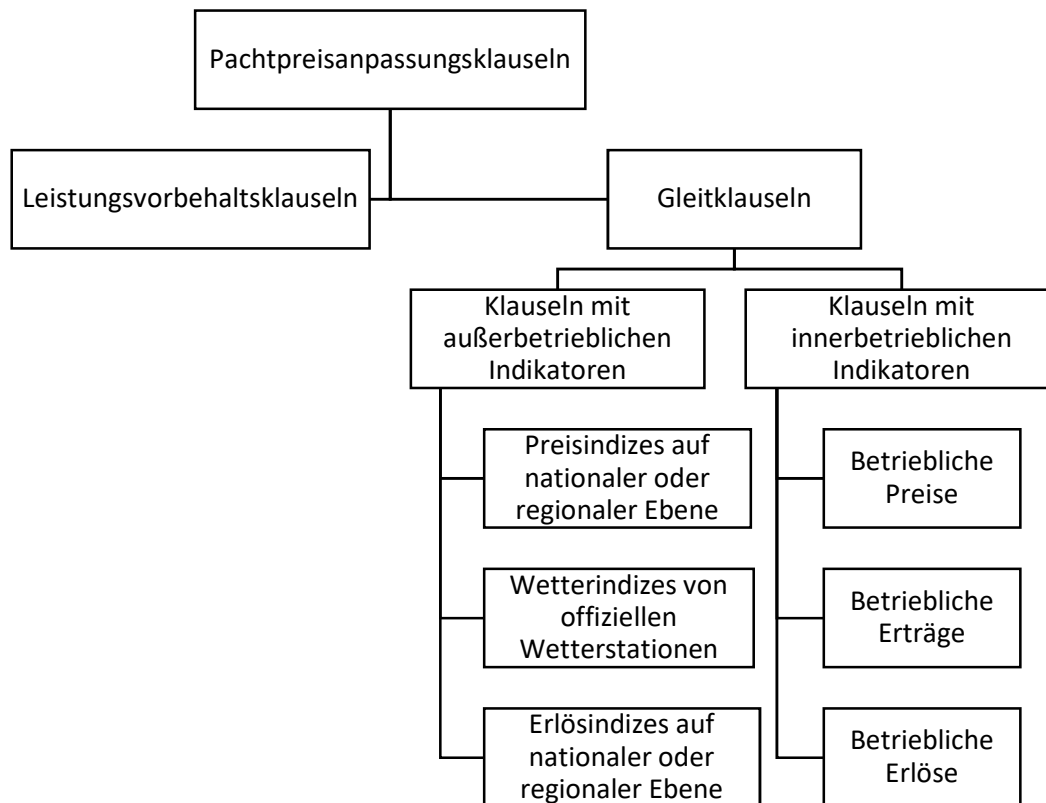 Pachtpreisanpassungsklauseln
Leistungsvorbehaltsklauseln
Gleitklauseln
Klauseln mit
außerbetrieblichen
Indikatoren
Klauseln mit
innerbetrieblichen
Indikatoren
Preisindizes auf
nationaler oder
regionaler Ebene
Betriebliche
Preise
Wetterindizes von
offiziellen
Wetterstationen
Betriebliche
Erträge
Erlösindizes auf
nationaler oder
regionaler Ebene
Betriebliche
Erlöse